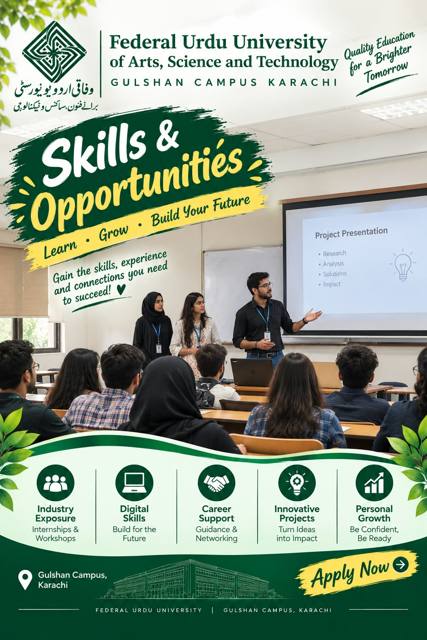 Federal Urdu University
of Arts, Science and Technology
GULSHAN CAMPUS KARACHI
وفاقی اردو یونیورسٹی
برائے فنون، سائنس و ٹیکنالوجی
Quality Education
for a Brighter
Tomorrow
Skills &
Opportunities
Learn • Grow • Build Your Future
Gain the skills, experience
and connections you need
to succeed! ♥
Project Presentation
• Research
• Analysis
• Solutions
• Impact
Industry
Exposure
Internships &
Workshops
Digital
Skills
Build for the
Future
Career
Support
Guidance &
Networking
Innovative
Projects
Turn Ideas
into Impact
Personal
Growth
Be Confident,
Be Ready
Gulshan Campus,
Karachi
Apply Now
FEDERAL URDU UNIVERSITY | GULSHAN CAMPUS, KARACHI